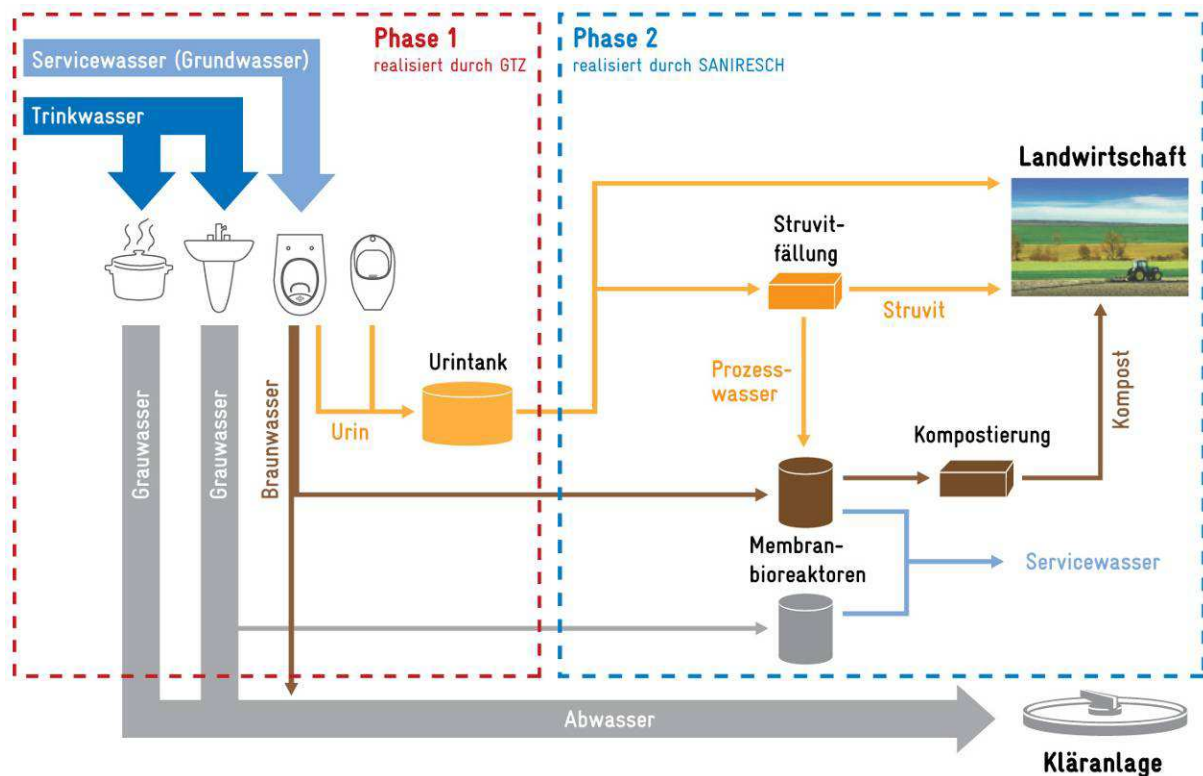 Phase 1
realisiert durch GTZ
Phase 2
realisiert durch SANIRESCH
Servicewasser (Grundwasser)
Trinkwasser
Landwirtschaft
Struvit-
fällung
Struvit
Urintank
Prozess-
wasser
Urin
Kompost
Grauwasser
Grauwasser
Braunwasser
Kompostierung
Membran-
bioreaktoren
Servicewasser
Abwasser
Kläranlage